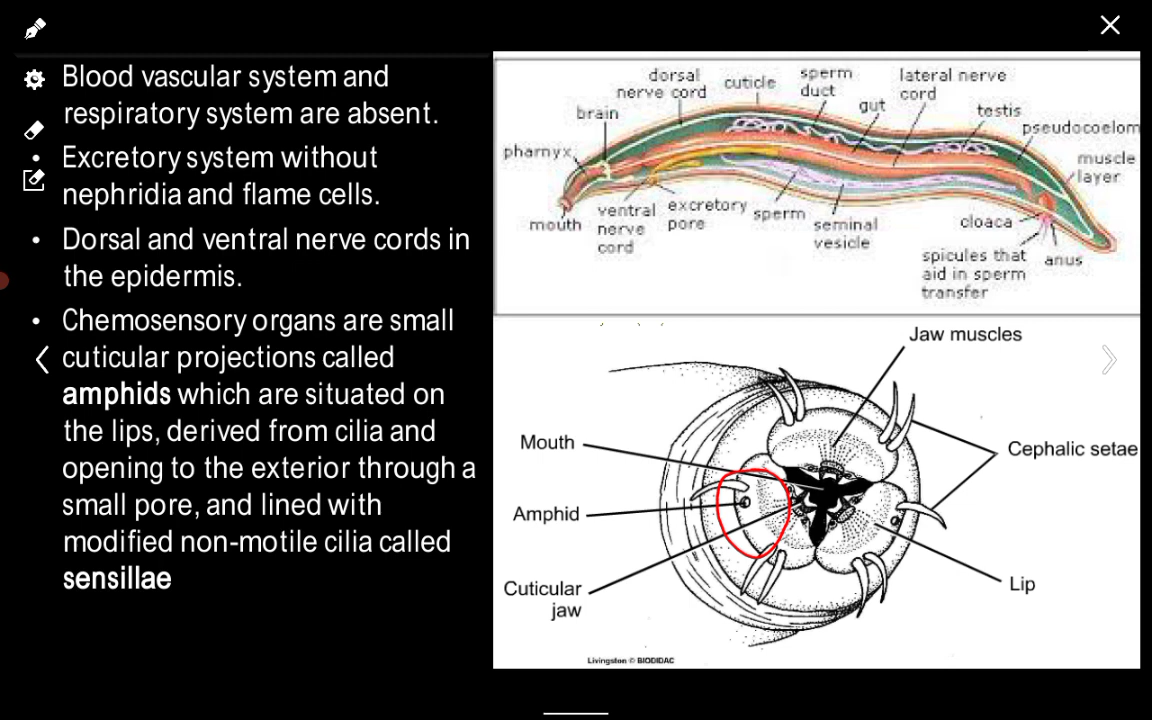 Blood vascular system and
respiratory system are absent.
• Excretory system without
nephridia and flame cells.
• Dorsal and ventral nerve cords in
the epidermis.
• Chemosensory organs are small
cuticular projections called
amphids which are situated on
the lips, derived from cilia and
opening to the exterior through a
small pore, and lined with
modified non-motile cilia called
sensillae
dorsal
nerve cord
cuticle
sperm
duct
lateral nerve
cord
gut
testis
brain
pseudocoelom
pharnyx
muscle
layer
mouth
ventral
nerve
cord
excretory
pore
sperm
seminal
vesicle
cloaca
spicules that
aid in sperm
transfer
anus
Jaw muscles
Mouth
Cephalic setae
Amphid
Cuticular
jaw
Lip
Livingston © BIODIDAC